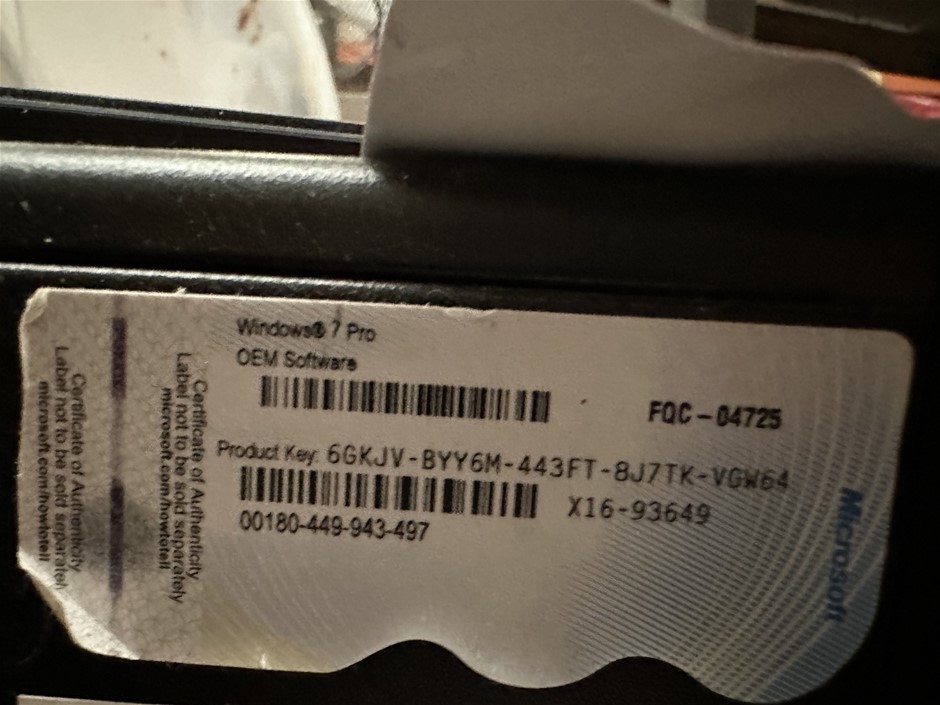 Windows® 7 Pro
OEM Software
FQC-04725
Product Key: 6GKJV-BYY6M-443FT-8J7TK-VGW64
X16-93649
00180-449-943-497
Certificate of Authenticity
Label not to be sold separately
microsoft.com/howtotell
Certificate of Authenticity
Label not to be sold separately
microsoft.com/howtotell
Microsoft